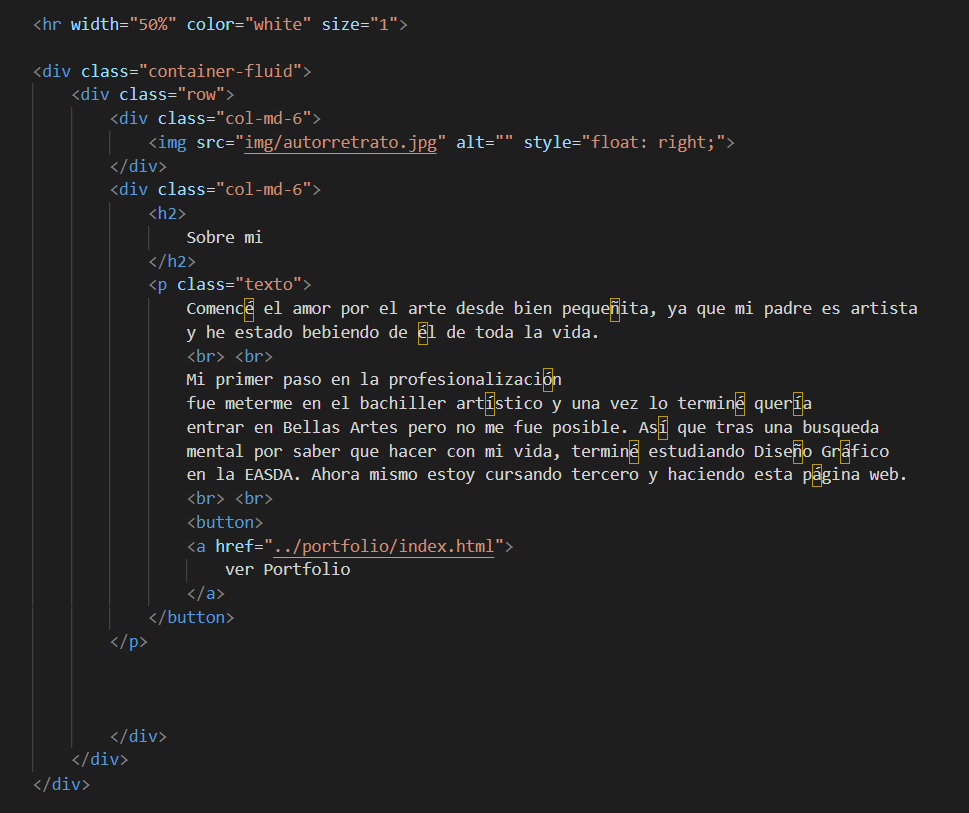 <hr width="50%" color="white" size="1">
<div class="container-fluid">
<div class="row">
<div class="col-md-6">
<img src="img/autorretrato.jpg" alt="" style="float: right;">
</div>
<div class="col-md-6">
<h2>
Sobre mi
</h2>
<p class="texto">
Comencé el amor por el arte desde bien pequeñita, ya que mi padre es artista
y he estado bebiendo de él de toda la vida.
<br> <br>
Mi primer paso en la profesionalización
fue meterme en el bachiller artístico y una vez lo terminé quería
entrar en Bellas Artes pero no me fue posible. Así que tras una busqueda
mental por saber que hacer con mi vida, terminé estudiando Diseño Gráfico
en la EASDA. Ahora mismo estoy cursando tercero y haciendo esta página web.
<br> <br>
<button>
<a href="../portfolio/index.html">
ver Portfolio
</a>
</button>
</p>
</div>
</div>
</div>